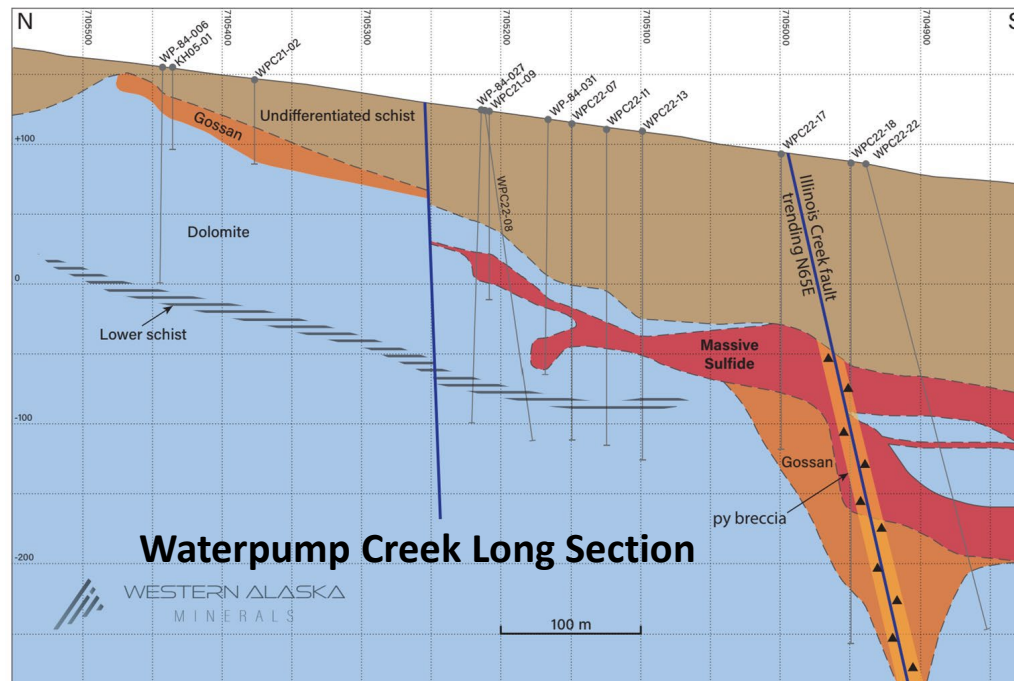 N
S
7105500
7105400
7105300
7105200
7105100
7105000
7104900
WP-84-006
KH05-01
WPC21-02
WP-84-027
WPC21-09
WP-84-031
WPC22-07
WPC22-11
WPC22-13
WPC22-17
WPC22-18
WPC22-22
WPC22-08
+100
0
-100
-200
Undifferentiated schist
Gossan
Dolomite
Lower schist
Illinois Creek fault
trending N65E
Massive
Sulfide
Gossan
py breccia
Waterpump Creek Long Section
WESTERN ALASKA
MINERALS
100 m